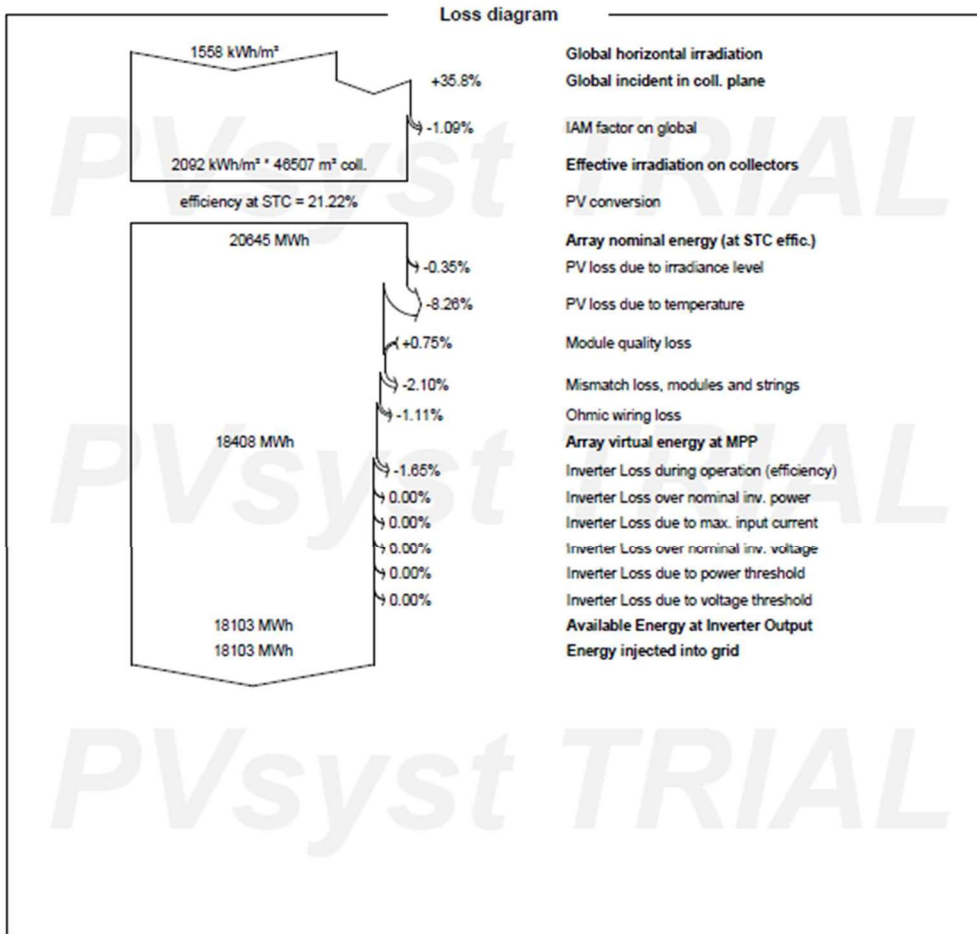 Loss diagram
1558 kWh/m² Global horizontal irradiation
+35.8% Global incident in coll. plane
-1.09% IAM factor on global
2092 kWh/m² * 46507 m² coll. Effective irradiation on collectors
efficiency at STC = 21.22% PV conversion
20645 MWh Array nominal energy (at STC effic.)
-0.35% PV loss due to irradiance level
-8.26% PV loss due to temperature
+0.75% Module quality loss
-2.10% Mismatch loss, modules and strings
-1.11% Ohmic wiring loss
18408 MWh Array virtual energy at MPP
-1.65% Inverter Loss during operation (efficiency)
0.00% Inverter Loss over nominal inv. power
0.00% Inverter Loss due to max. input current
0.00% Inverter Loss over nominal inv. voltage
0.00% Inverter Loss due to power threshold
0.00% Inverter Loss due to voltage threshold
18103 MWh Available Energy at Inverter Output
18103 MWh Energy injected into grid
PVsyst TRIAL
PVsyst TRIAL
PVsyst TRIAL